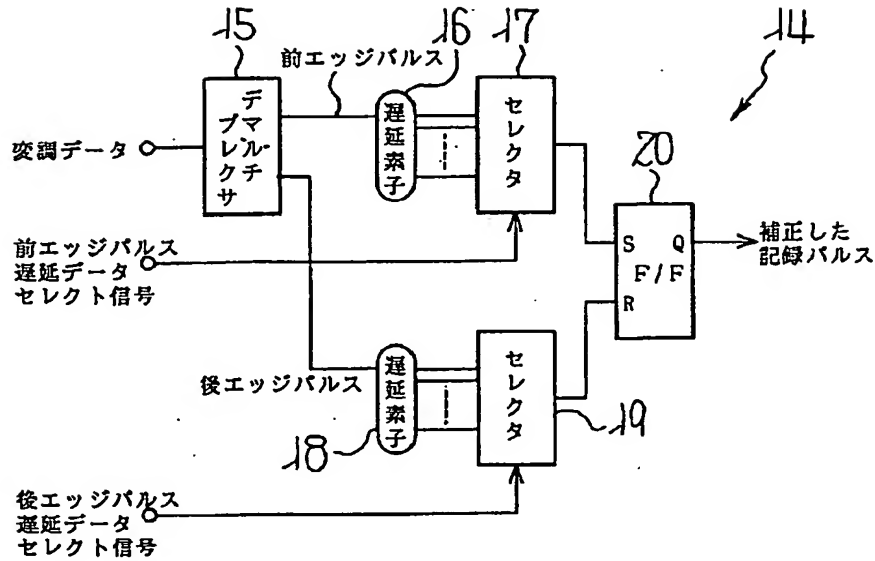 15
デマルチ
プレクサ
変調データ
前エッジパルス
16
遅延素子
17
セレクタ
14
前エッジパルス
遅延データ
セレクト信号
20
S Q
F/F
R
補正した
記録パルス
後エッジパルス
18
遅延素子
セレクタ
19
後エッジパルス
遅延データ
セレクト信号